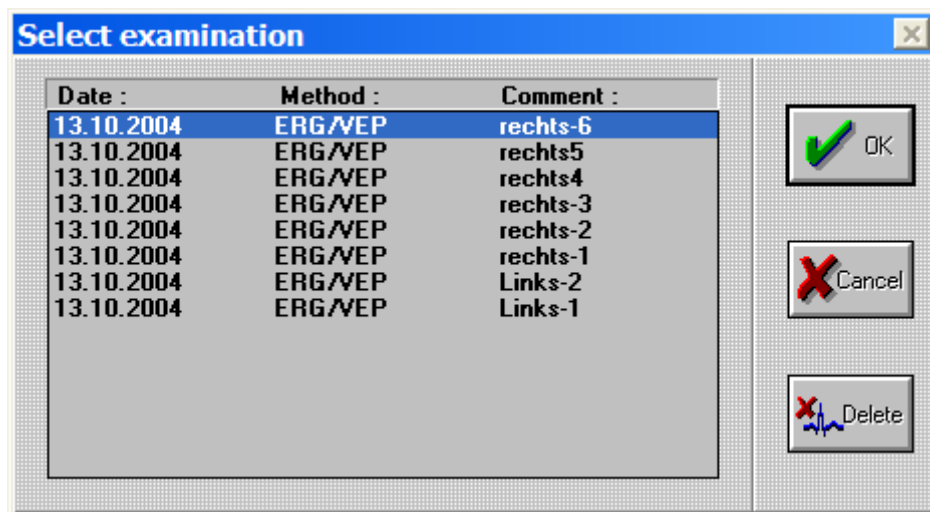 Select examination
Date : Method : Comment :
13.10.2004 ERG/VEP rechts-6
13.10.2004 ERG/VEP rechts5
13.10.2004 ERG/VEP rechts4
13.10.2004 ERG/VEP rechts-3
13.10.2004 ERG/VEP rechts-2
13.10.2004 ERG/VEP rechts-1
13.10.2004 ERG/VEP Links-2
13.10.2004 ERG/VEP Links-1
OK
Cancel
Delete